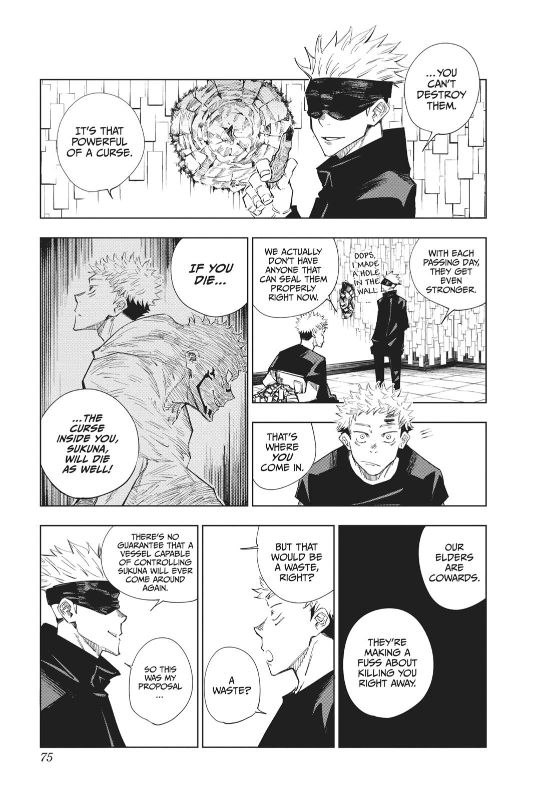 ...YOU
CAN'T
DESTROY
THEM.
IT'S THAT
POWERFUL
OF A CURSE.
WITH EACH
PASSING DAY,
THEY GET
EVEN
STRONGER.
OOPS,
I MADE
A HOLE
IN THE
WALL...
WE ACTUALLY
DON'T HAVE
ANYONE THAT
CAN SEAL THEM
PROPERLY
RIGHT NOW.
THAT'S
WHERE
YOU
COME IN.
IF YOU
DIE...
...THE
CURSE
INSIDE YOU,
SUKUNA,
WILL DIE
AS WELL!
OUR
ELDERS
ARE
COWARDS.
THEY'RE
MAKING A
FUSS ABOUT
KILLING YOU
RIGHT AWAY.
BUT THAT
WOULD BE
A WASTE,
RIGHT?
A
WASTE?
THERE'S NO
GUARANTEE THAT A
VESSEL CAPABLE
OF CONTROLLING
SUKUNA WILL EVER
COME AROUND
AGAIN.
SO THIS
WAS MY
PROPOSAL
...
75